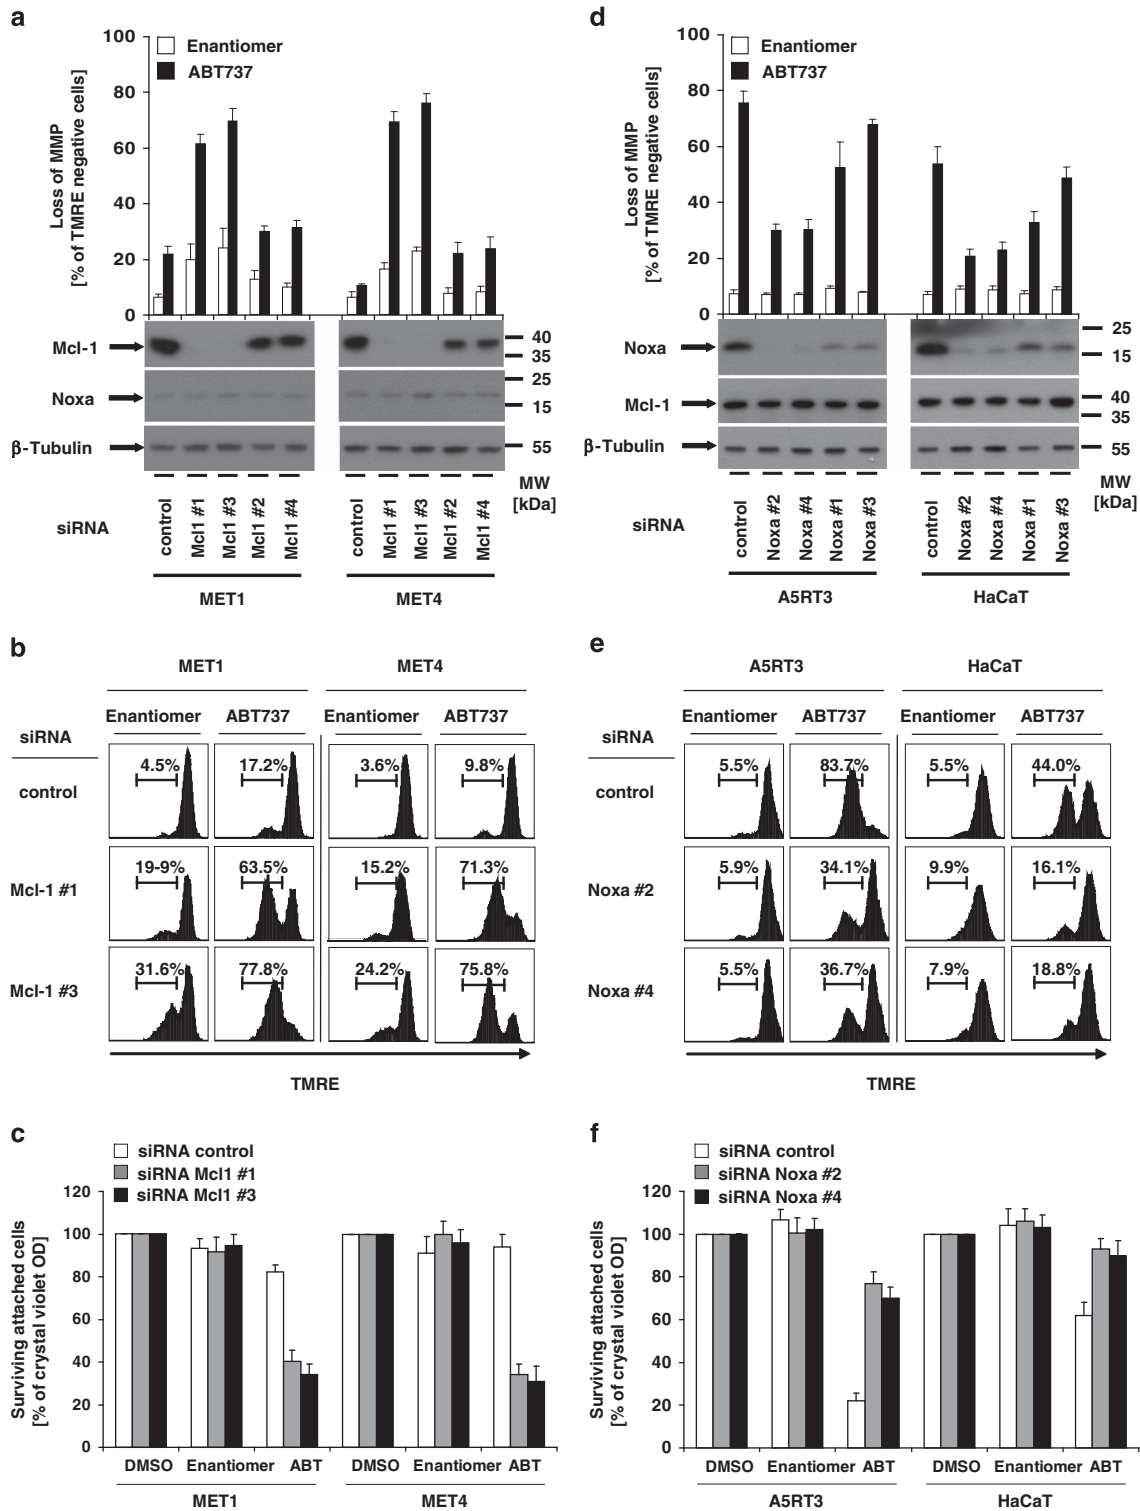 a
Loss of MMP
[% of TMRE negative cells]
100
80
60
40
20
0
Enantiomer
ABT737
Mcl-1
Noxa
β-Tubulin
40
35
25
15
55
MW
[kDa]
siRNA
control
Mcl1 #1
Mcl1 #3
Mcl1 #2
Mcl1 #4
control
Mcl1 #1
Mcl1 #3
Mcl1 #2
Mcl1 #4
MET1
MET4
d
Loss of MMP
[% of TMRE negative cells]
100
80
60
40
20
0
Enantiomer
ABT737
Noxa
Mcl-1
β-Tubulin
25
15
40
35
55
MW
[kDa]
siRNA
control
Noxa #2
Noxa #4
Noxa #1
Noxa #3
control
Noxa #2
Noxa #4
Noxa #1
Noxa #3
A5RT3
HaCaT
b
MET1
MET4
Enantiomer
ABT737
Enantiomer
ABT737
siRNA
control
4.5%
17.2%
3.6%
9.8%
Mcl-1 #1
19-9%
63.5%
15.2%
71.3%
Mcl-1 #3
31.6%
77.8%
24.2%
75.8%
TMRE
e
A5RT3
HaCaT
Enantiomer
ABT737
Enantiomer
ABT737
siRNA
control
5.5%
83.7%
5.5%
44.0%
Noxa #2
5.9%
34.1%
9.9%
16.1%
Noxa #4
5.5%
36.7%
7.9%
18.8%
TMRE
c
siRNA control
siRNA Mcl1 #1
siRNA Mcl1 #3
Surviving attached cells
[% of crystal violet OD]
120
100
80
60
40
20
0
DMSO
Enantiomer
ABT
DMSO
Enantiomer
ABT
MET1
MET4
f
siRNA control
siRNA Noxa #2
siRNA Noxa #4
Surviving attached cells
[% of crystal violet OD]
120
100
80
60
40
20
0
DMSO
Enantiomer
ABT
DMSO
Enantiomer
ABT
A5RT3
HaCaT